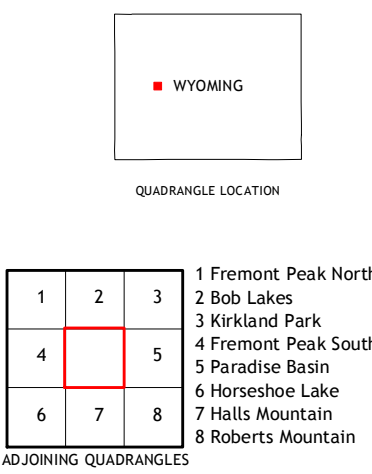 WYOMING
QUADRANGLE LOCATION
1 2 3
4 5
6 7 8
1 Fremont Peak North
2 Bob Lakes
3 Kirkland Park
4 Fremont Peak South
5 Paradise Basin
6 Horseshoe Lake
7 Halls Mountain
8 Roberts Mountain
ADJOINING QUADRANGLES